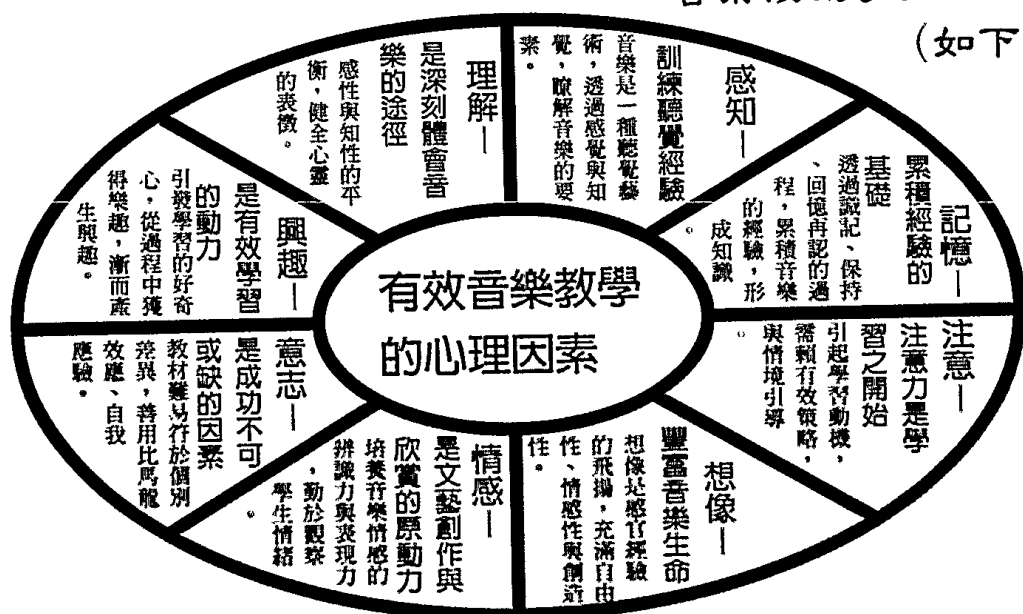 (如下
有效音樂教學
的心理因素
感知—
訓練聽覺經驗
音樂是一種聽覺藝
術,透過感覺與知
覺,瞭解音樂的要
素。
記憶—
累積經驗的
基礎
透過識記、保持
、回憶再認的過
程,累積音樂
的經驗,形
成知識
。
注意—
注意力是學
習之開始
引起學習動機,
需賴有效策略,
與情境引導
。
想像—
豐富音樂生命
想像是感官經驗
的飛揚,充滿自由
性、情感性與創造
性。
情感—
是文藝創作與
欣賞的原動力
培養音樂情感的
辨識力與表現力
,動於觀察
學生情緒
。
意志—
是成功不可
或缺的因素
教材難易符於個別
差異,善用比馬龍
效應、自我
應驗。
興趣—
是有效學習
的動力
引發學習的好奇
心,從過程中獲
得樂趣,漸而產
生興趣。
理解—
是深刻體會音
樂的途徑
感性與知性的平
衡,健全心靈
的表徵。